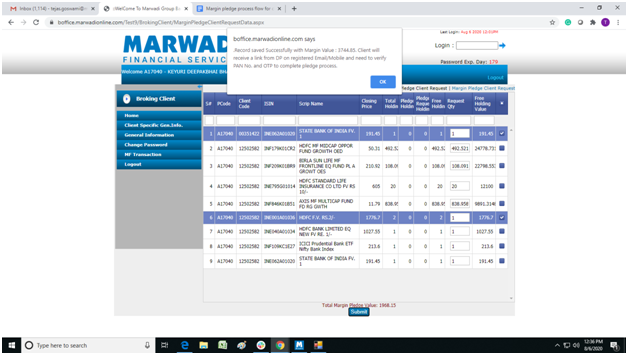 Inbox (1,114) - tejas.goswami@
:-WeCome To Marwadi Group E
Margin pledge process flow for
boffice.marwadionline.com/Test9/BrokingClient/MarginPledgeClientRequestData.aspx
MARWAD
FINANCIAL SERVIC
Last Login: Aug 6 2020 12:01PM
Login :
Password Exp. Day: 179
boffice.marwadionline.com says
Record saved Successfully with Margin Value : 3744.85. Client will
receive a link from DP on registered Email/Mobile and need to verify
PAN No. and OTP to complete pledge process.
OK
Welcome A17040 - KEYURI DEEPAKBHAI BH
Logout
Pledge Client Request | Margin Pledge Client Request
Broking Client
Home
Client Specific Gen.Info.
General Information
Change Password
MF Transaction
Logout
S# PCode Client Code ISIN Scrip Name Closing Price Total Holdin Pledge Holdin Pledge Reque Holdin Free Holdin Request Qty Free Holding Value
1 A17040 00351422 INE062A01020 STATE BANK OF INDIA FV. 1 191.45 1 0 0 1 1 191.45
2 A17040 12502582 INF179K01CR2 HDFC MF MIDCAP OPPOR FUND GROWTH OED 50.31 492.52 0 0 492.52 492.521 24778.73
3 A17040 12502582 INF209K01BR9 BIRLA SUN LIFE MF FRONTLINE EQ FUND PL A GROWT OES 210.92 108.09 0 0 108.09 108.091 22798.55
4 A17040 12502582 INE795G01014 HDFC STANDARD LIFE INSURANCE CO LTD FV RS 10/- 605 20 0 0 20 20 12100
5 A17040 12502582 INF846K01B51 AXIS MF MULTICAP FUND PD RG GWTH 11.79 838.95 0 0 838.95 838.958 9891.314
6 A17040 12502582 INE001A01036 HDFC F.V. RS.2/- 1776.7 2 0 0 2 1 1776.7
7 A17040 12502582 INE040A01034 HDFC BANK LIMITED EQ NEW FV RE. 1/- 1027.55 1 0 0 1 1 1027.55
8 A17040 12502582 INF109KC1E27 ICICI Prudential Bank ETF Nifty Bank Index 213.6 1 0 0 1 1 213.6
9 A17040 12502582 INE062A01020 STATE BANK OF INDIA FV. 1 191.45 1 0 0 1 1 191.45
Total Margin Pledge Value: 1968.15
Submit
Type here to search
12:36 PM
8/6/2020